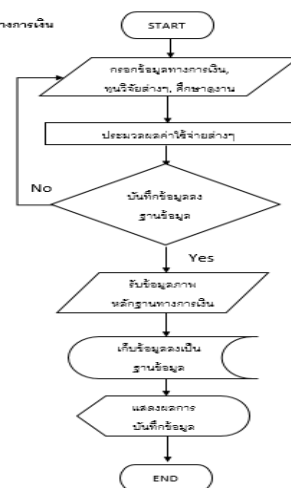 างการเงิน
START
กรอกข้อมูลทางการเงิน,
ทุนวิจัยต่างๆ, ศึกษาดูงาน
ประมวลผลค่าใช้จ่ายต่างๆ
No
บันทึกข้อมูลลง
ฐานข้อมูล
Yes
รับข้อมูลภาพ
หลักฐานทางการเงิน
เก็บข้อมูลลงเป็น
ฐานข้อมูล
แสดงผลการ
บันทึกข้อมูล
END